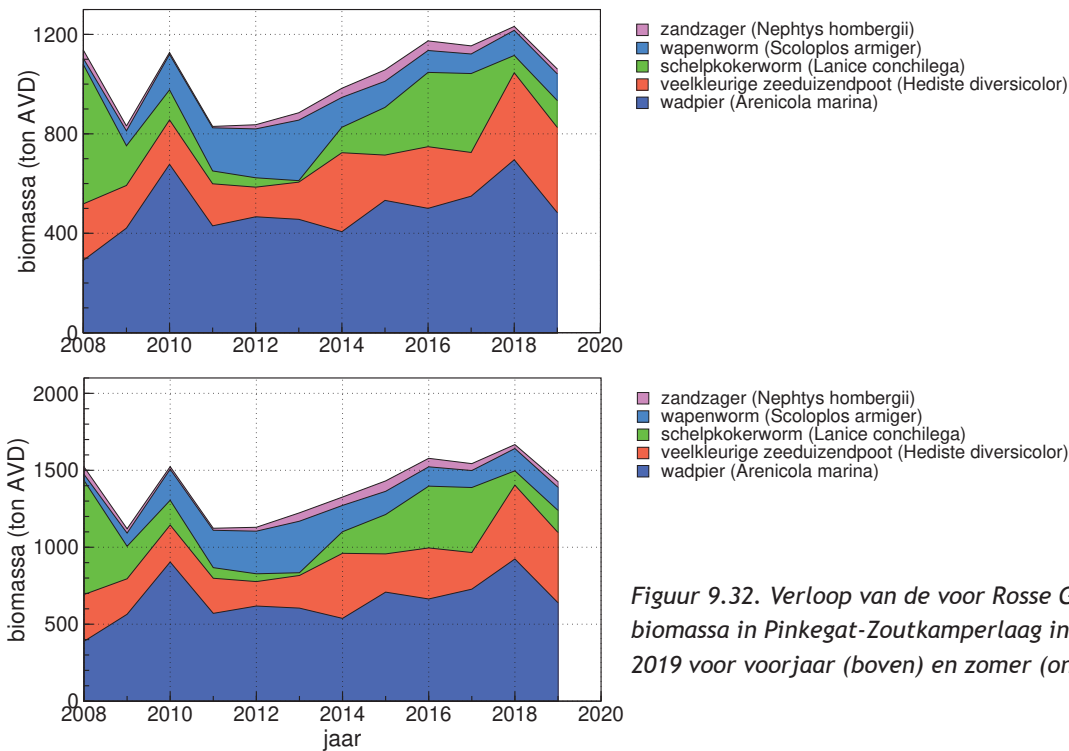 1200
800
400
0
biomassa (ton AVD)
2008 2010 2012 2014 2016 2018 2020
zandzager (Nephtys hombergii)
wapenworm (Scoloplos armiger)
schelpkokerworm (Lanice conchilega)
veelkleurige zeeduizendpoot (Hediste diversicolor)
wadpier (Arenicola marina)
2000
1500
1000
500
0
biomassa (ton AVD)
2008 2010 2012 2014 2016 2018 2020
jaar
zandzager (Nephtys hombergii)
wapenworm (Scoloplos armiger)
schelpkokerworm (Lanice conchilega)
veelkleurige zeeduizendpoot (Hediste diversicolor)
wadpier (Arenicola marina)
Figuur 9.32. Verloop van de voor Rosse G
biomassa in Pinkegat-Zoutkamperlaag in
2019 voor voorjaar (boven) en zomer (on